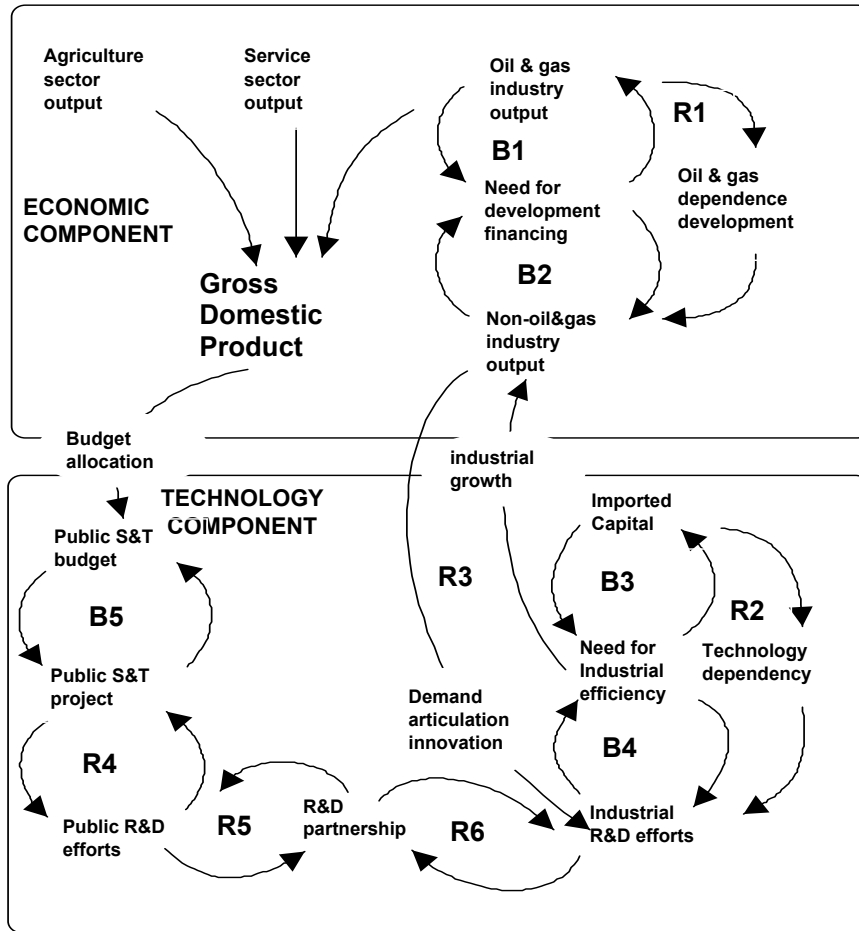 Agriculture
sector
output
Service
sector
output
Oil & gas
industry
output
R1
B1
Oil & gas
dependence
development
Need for
development
financing
ECONOMIC
COMPONENT
B2
Gross
Domestic
Product
Non-oil&gas
industry
output
Budget
allocation
industrial
growth
TECHNOLOGY
COMPONENT
Imported
Capital
Public S&T
budget
R3
B3
R2
B5
Need for
Industrial
efficiency
Technology
dependency
Public S&T
project
Demand
articulation
innovation
B4
R4
R5
R&D
partnership
R6
Public R&D
efforts
Industrial
R&D efforts